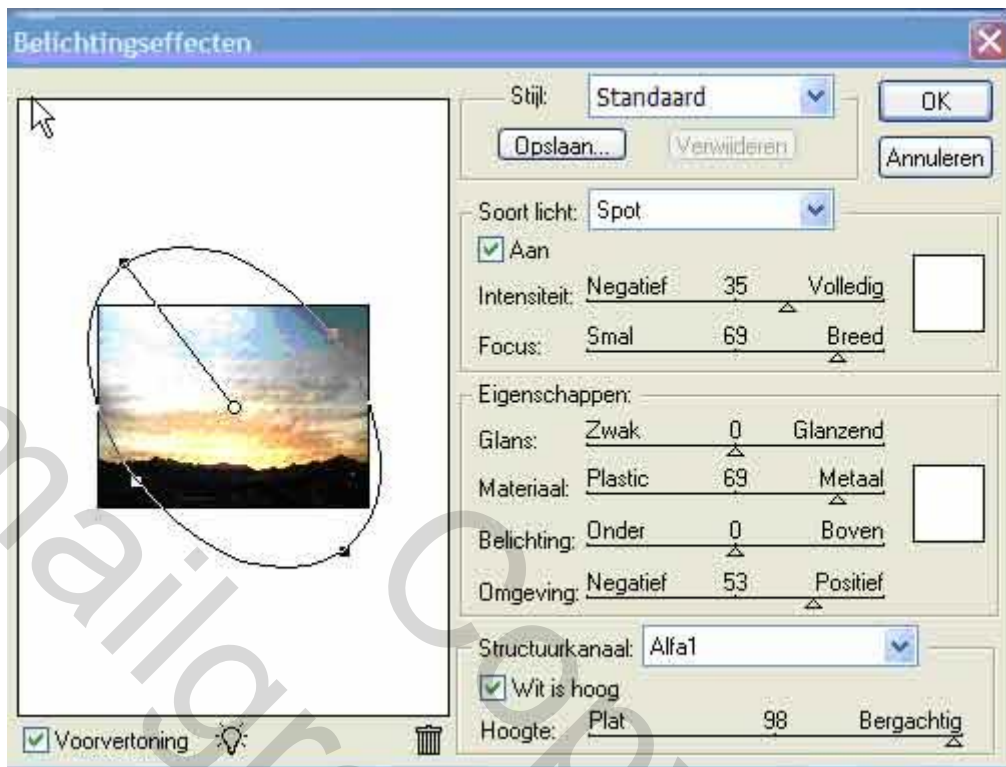 Belichtingseffecten
Stijl: Standaard
OK
Opslaan... Verwijderen
Annuleren
Soort licht: Spot
Aan
Intensiteit: Negatief 35 Volledig
Focus: Smal 69 Breed
Eigenschappen:
Glans: Zwak 0 Glanzend
Materiaal: Plastic 69 Metaal
Belichting: Onder 0 Boven
Omgeving: Negatief 53 Positief
Structuurkanaal: Alfa1
Wit is hoog
Hoogte: Plat 98 Bergachtig
Voorvertoning